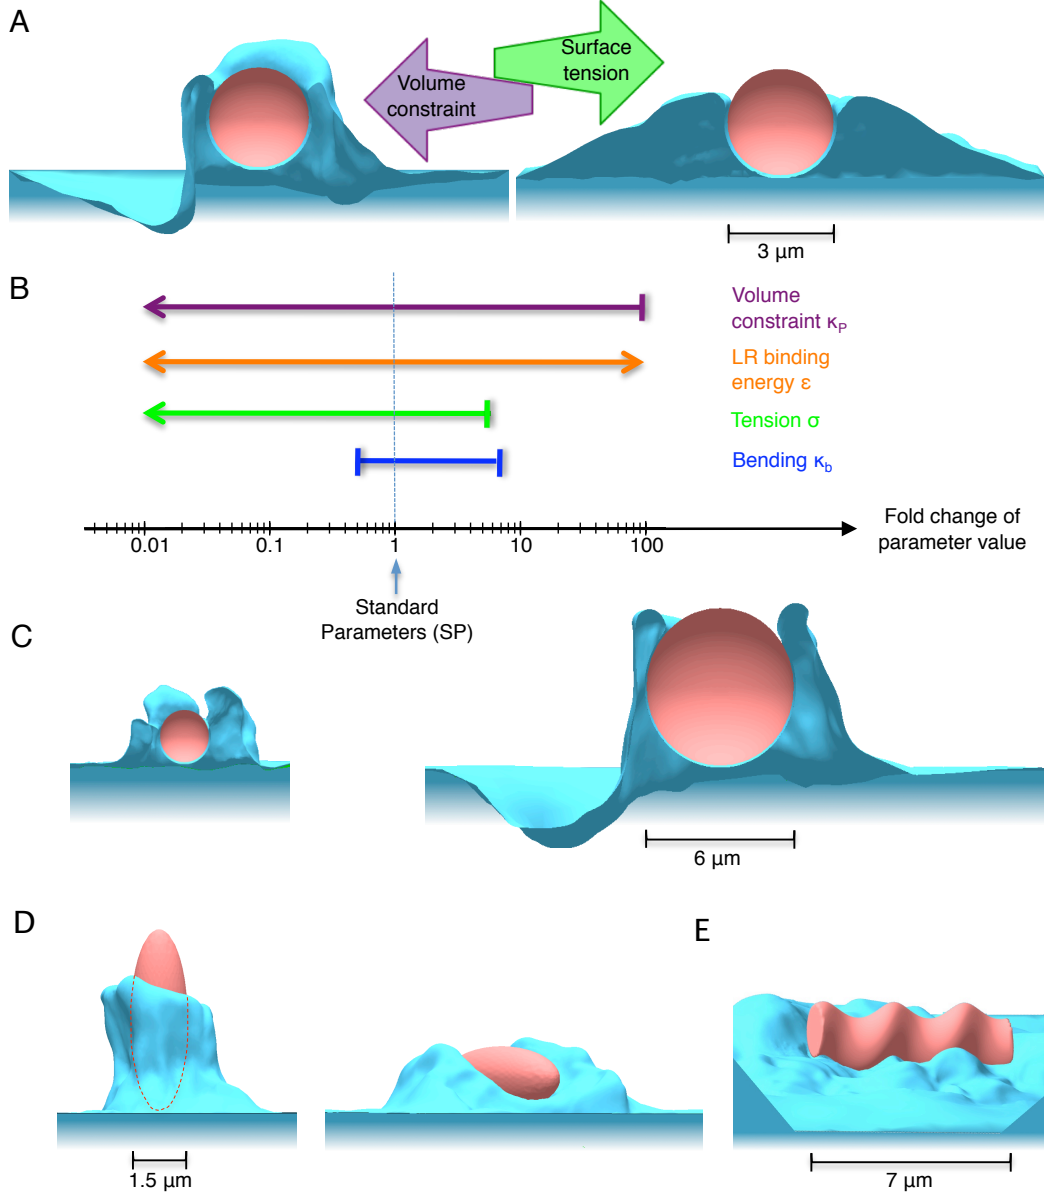 A
Volume
constraint
Surface
tension
3 μm
B
Volume
constraint κP
LR binding
energy ε
Tension σ
Bending κb
0.01 0.1 1 10 100
Fold change of
parameter value
Standard
Parameters (SP)
C
6 μm
D
E
1.5 μm
7 μm